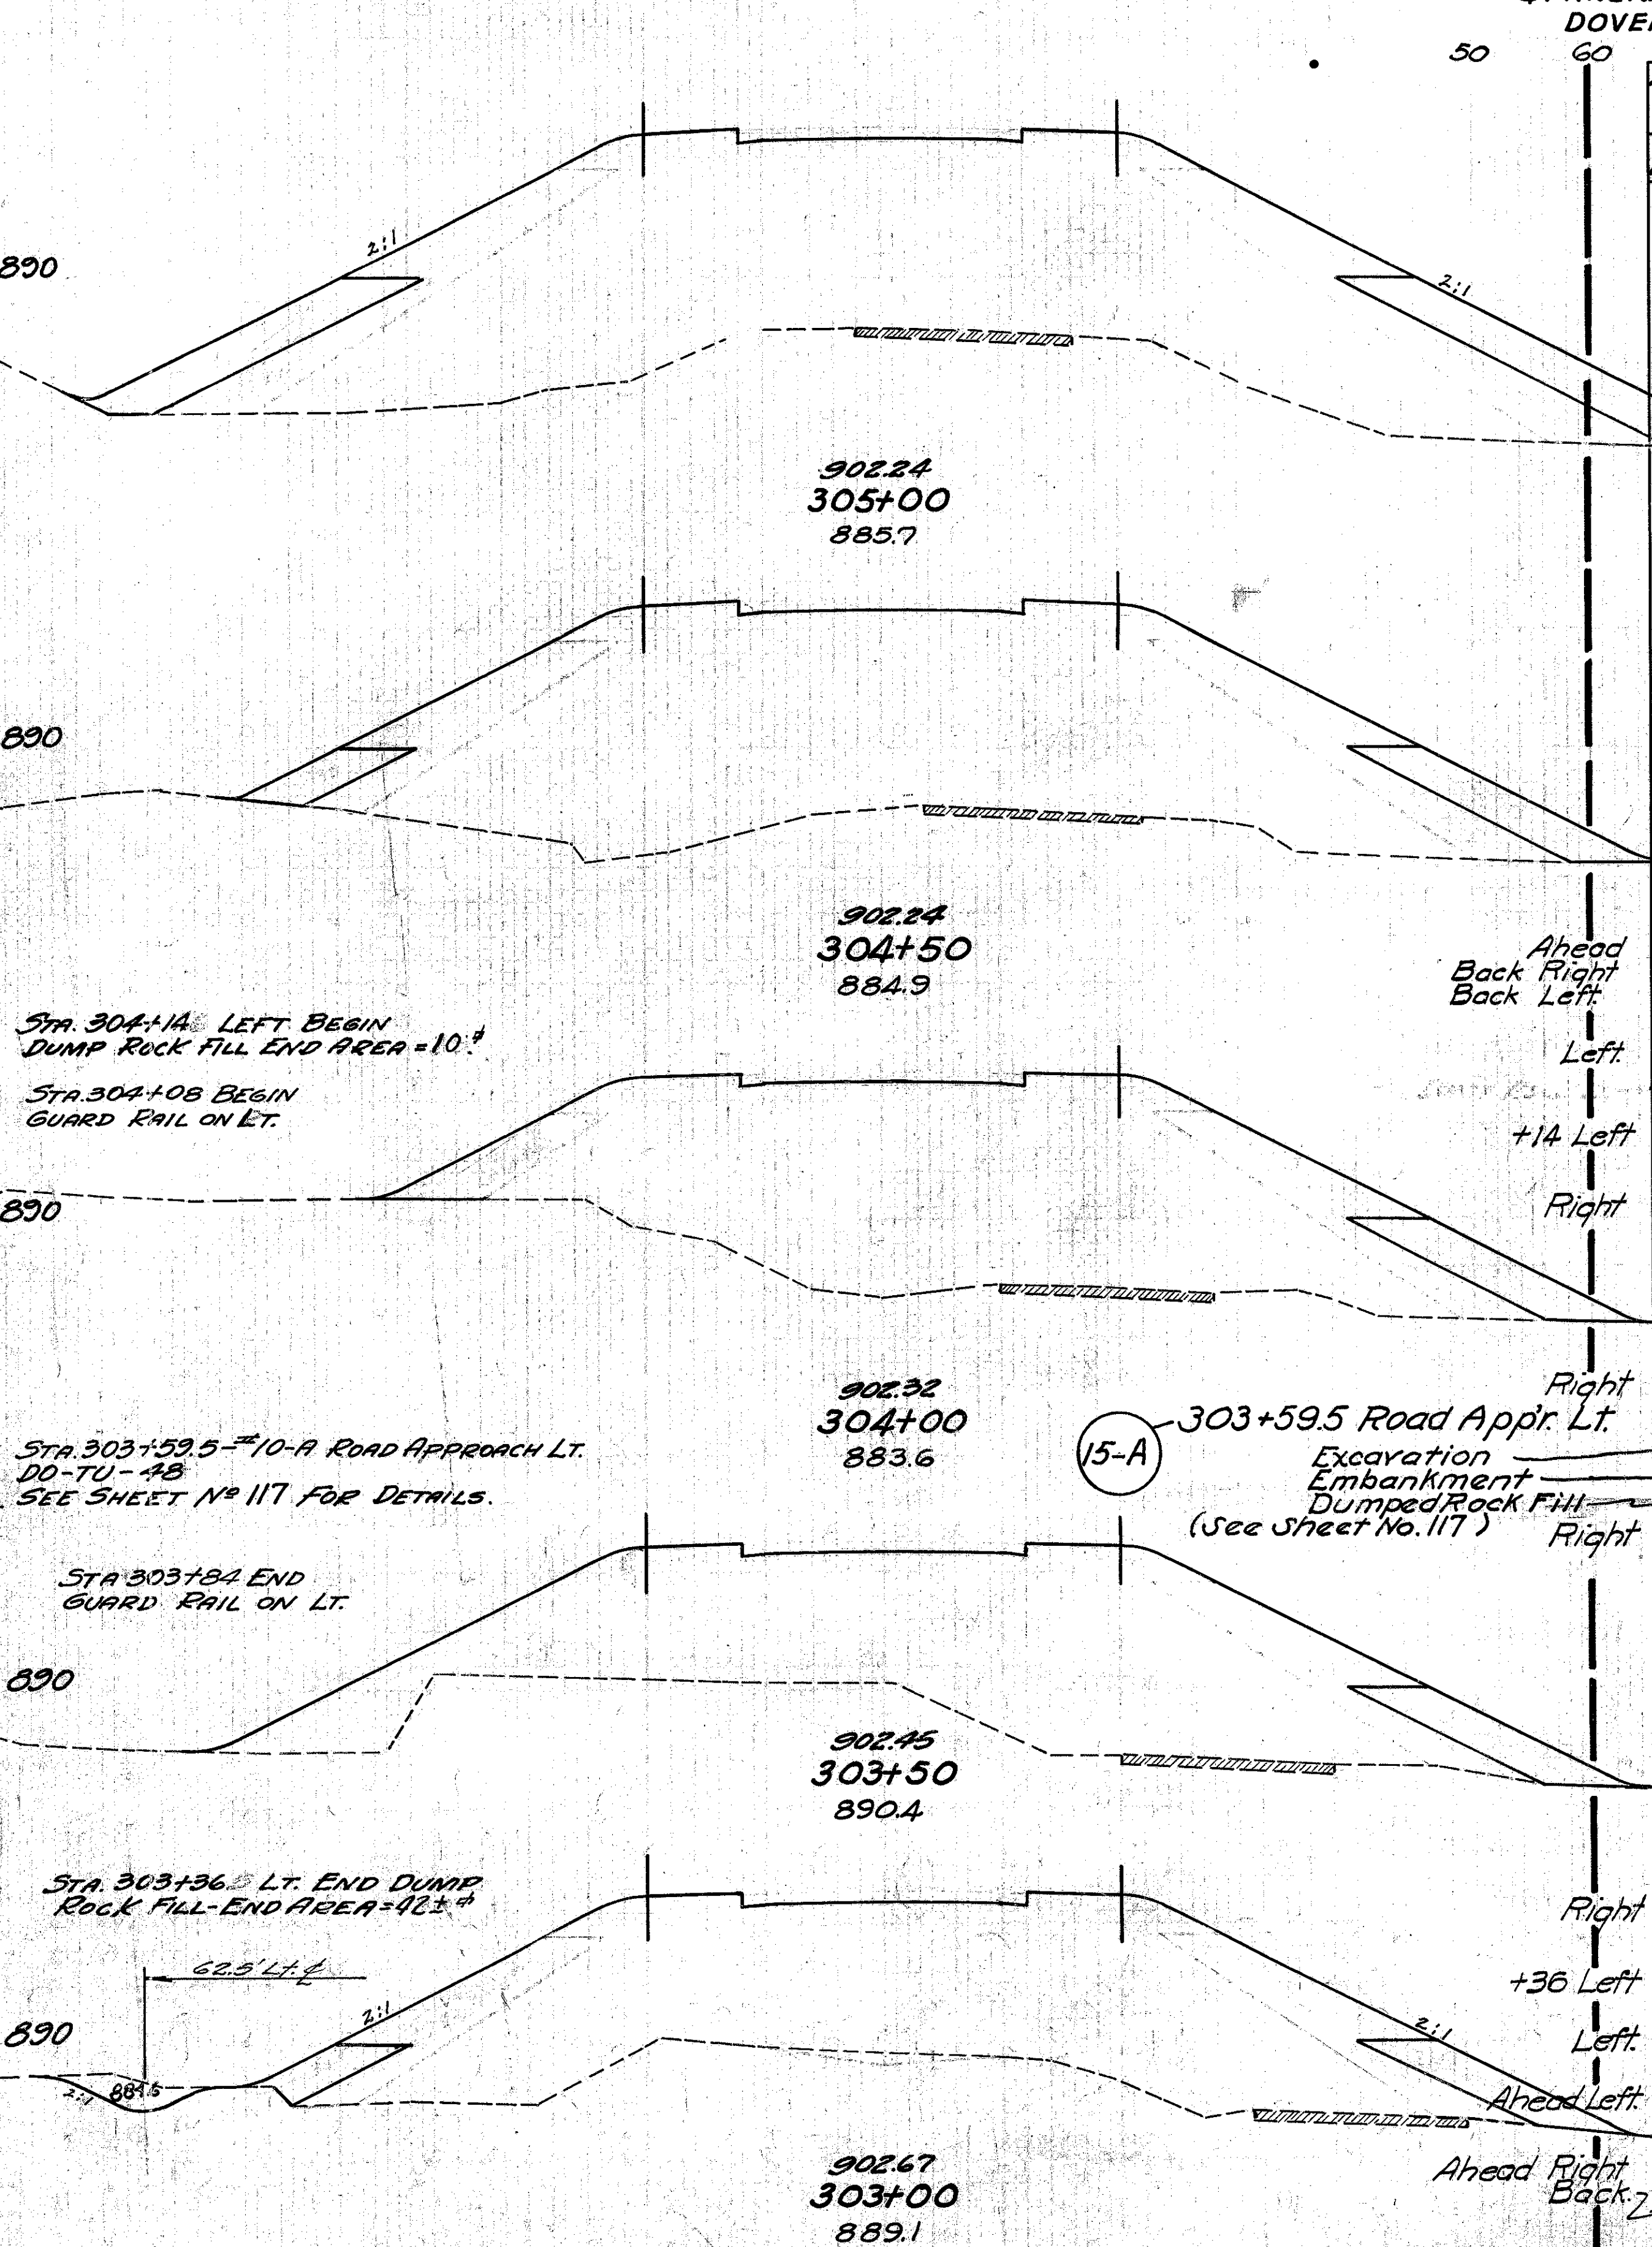 DOVE
50 60
2:1
890
2:1
902.24
305+00
885.7
890
902.24
304+50
884.9
Ahead
Back Right
Back Left
STA. 304+14 LEFT BEGIN
DUMP ROCK FILL END AREA = 10
Left
STA. 304+08 BEGIN
GUARD RAIL ON LT.
+14 Left
890
Right
902.32
304+00
883.6
Right
15-A
303+59.5 Road App'r. Lt.
Excavation
Embankment
Dumped Rock Fill
(See Sheet No. 117)
Right
STA. 303+59.5 = #10-A ROAD APPROACH LT.
DO-TU-48
SEE SHEET Nº 117 FOR DETAILS.
STA 303+84 END
GUARD RAIL ON LT.
890
902.45
303+50
890.4
STA. 303+36 LT. END DUMP
ROCK FILL-END AREA = 42±
Right
62.5' Lt. ℄
+36 Left
2:1
890
2:1
Left
2:1
Ahead Left
902.67
303+00
889.1
Ahead Right
Back